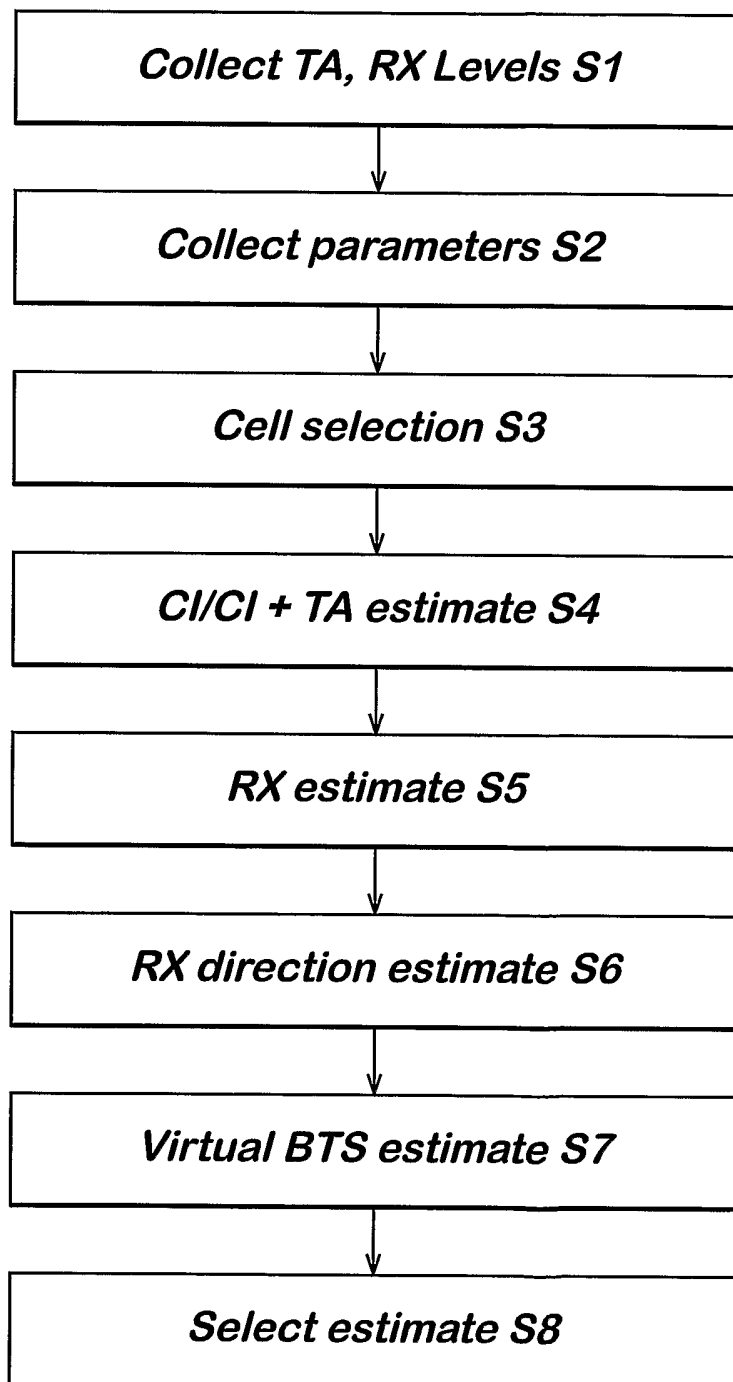 Collect TA, RX Levels S1
Collect parameters S2
Cell selection S3
CI/CI + TA estimate S4
RX estimate S5
RX direction estimate S6
Virtual BTS estimate S7
Select estimate S8